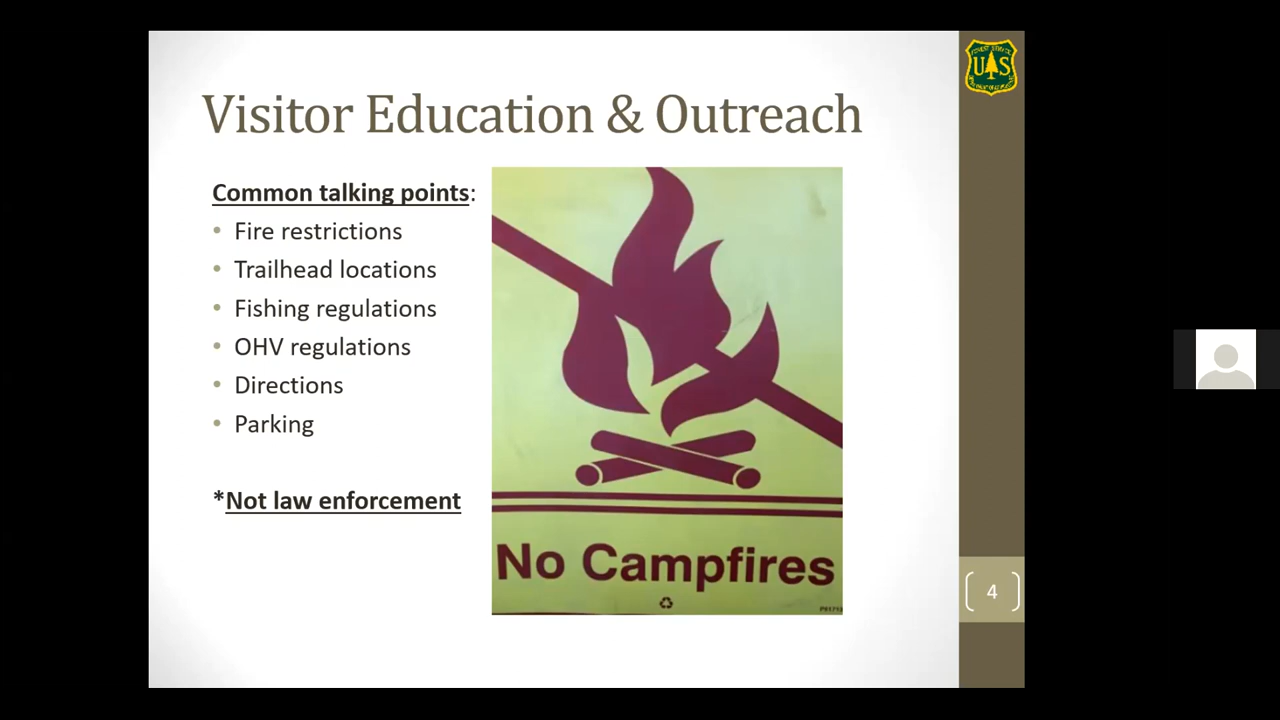 Visitor Education & Outreach
Common talking points:
• Fire restrictions
• Trailhead locations
• Fishing regulations
• OHV regulations
• Directions
• Parking
*Not law enforcement
No Campfires
US
4